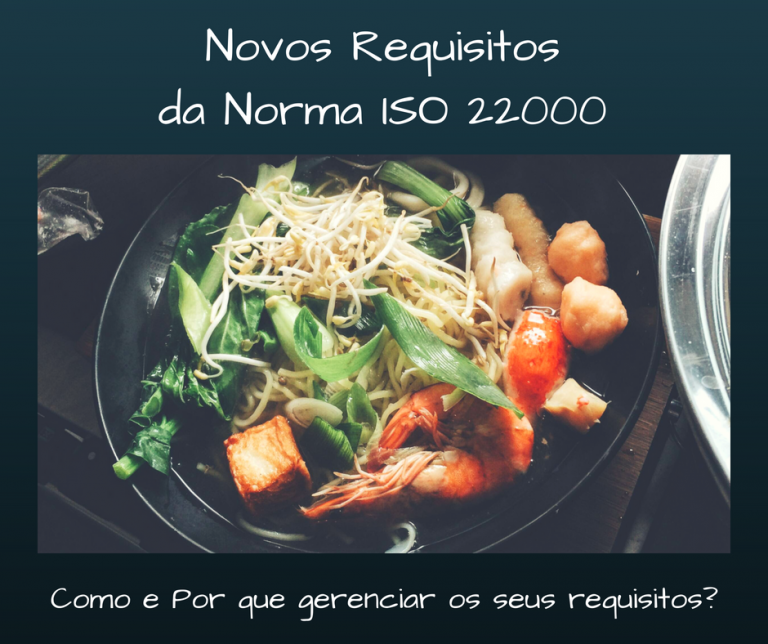 Novos Requisitos
da Norma ISO 22000
Como e Por que gerenciar os seus requisitos?